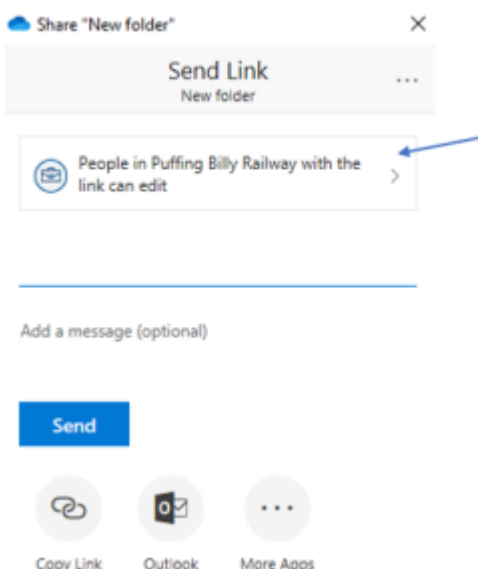 Share "New folder"
Send Link
New folder
People in Puffing Billy Railway with the
link can edit
Add a message (optional)
Send
Copy Link Outlook More Apps